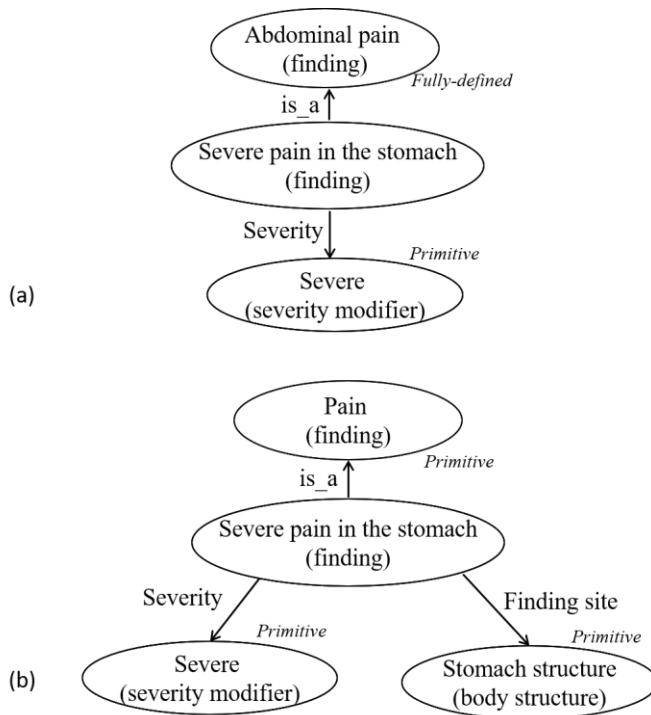 Abdominal pain
(finding)
Fully-defined
is_a
Severe pain in the stomach
(finding)
Severity
Primitive
Severe
(severity modifier)
(a)
Pain
(finding)
Primitive
is_a
Severe pain in the stomach
(finding)
Severity
Finding site
Primitive
Primitive
Severe
(severity modifier)
Stomach structure
(body structure)
(b)